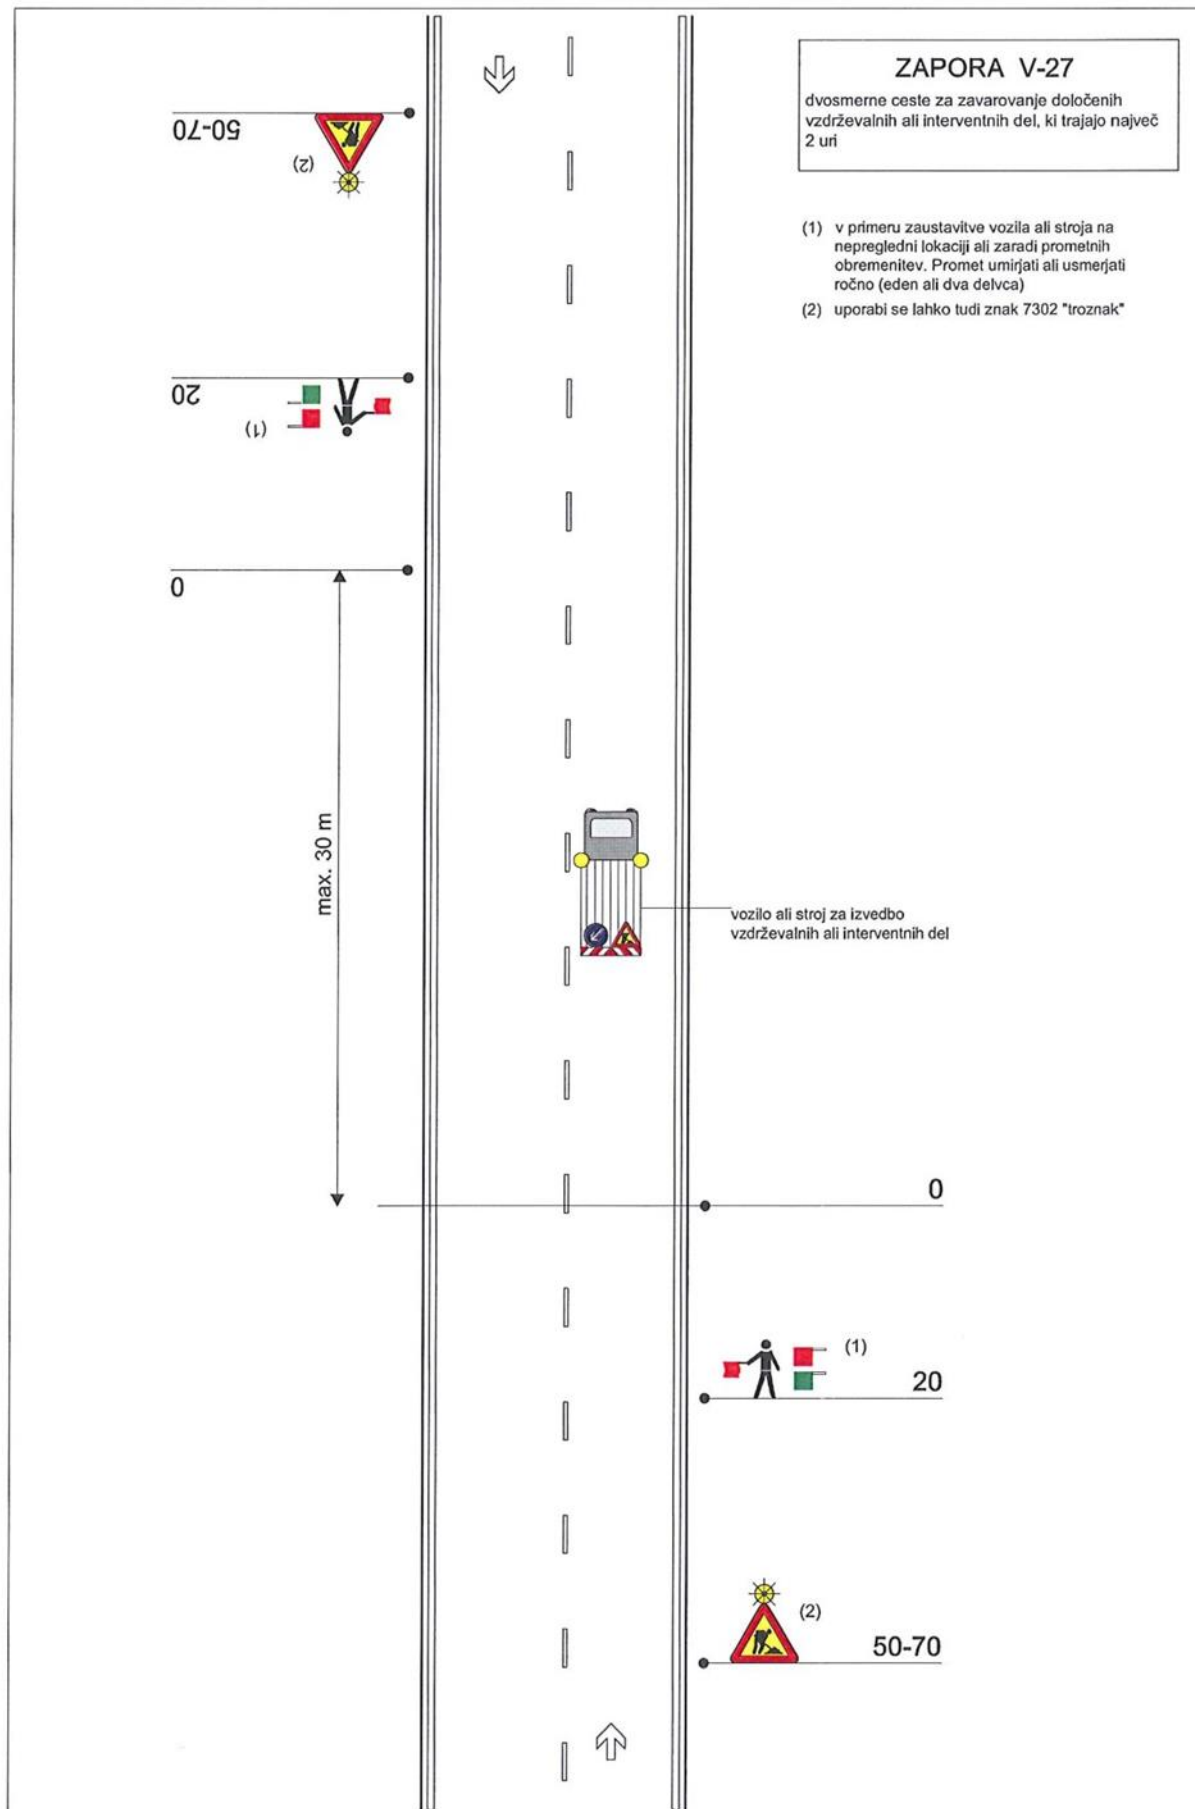 ZAPORA V-27
dvosmerne ceste za zavarovanje določenih
vzdrževalnih ali interventnih del, ki trajajo največ
2 uri
50-70
(2)
(1) v primeru zaustavitve vozila ali stroja na
nepregledni lokaciji ali zaradi prometnih
obremenitev. Promet umirjati ali usmerjati
ročno (eden ali dva delvca)
(2) uporabi se lahko tudi znak 7302 "troznak"
20
(1)
0
max. 30 m
vozilo ali stroj za izvedbo
vzdrževalnih ali interventnih del
0
(1)
20
(2)
50-70